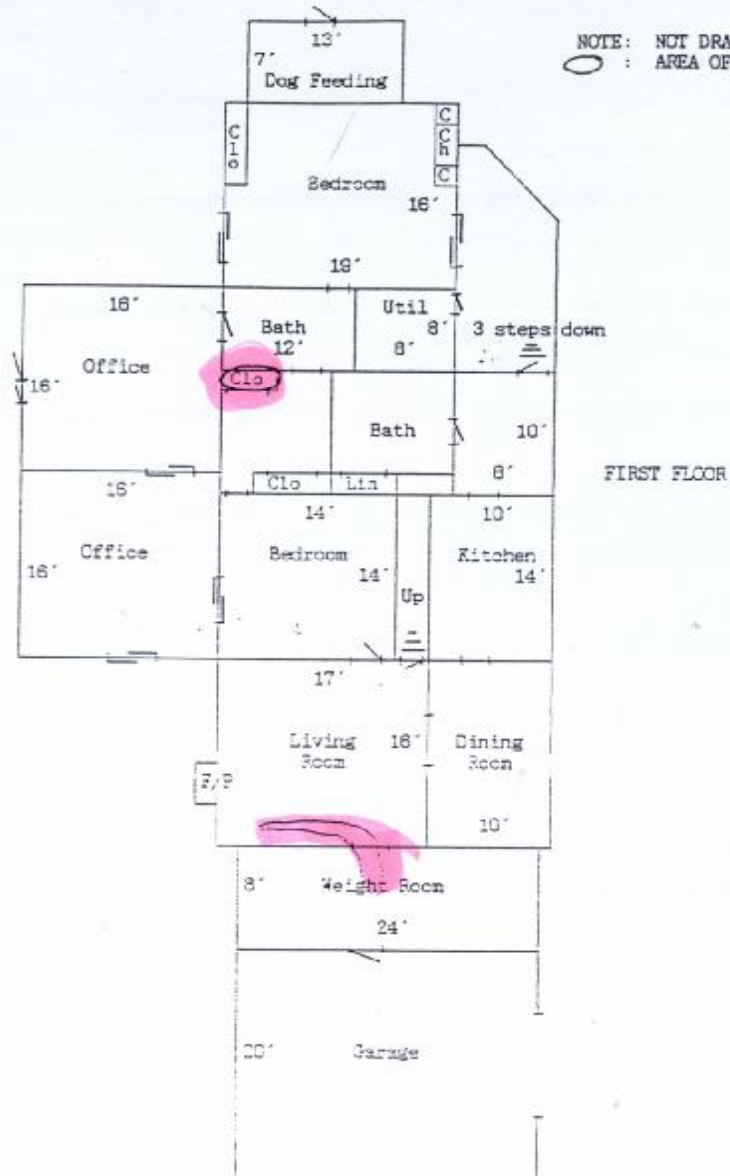 NOTE: NOT DRA
: AREA OF
13′
7′
Dog Feeding
Clo
C
Ch
C
Bedroom
16′
19′
16′
Bath
12′
Util
8′
8′
3 steps down
Office
16′
Clo
Bath
10′
8′
FIRST FLOOR
16′
Clo
Lin
14′
10′
Office
16′
Bedroom
14′
Kitchen
14′
Up
17′
Living
Room
16′
Dining
Room
F/P
10′
8′
Weight Room
24′
Garage